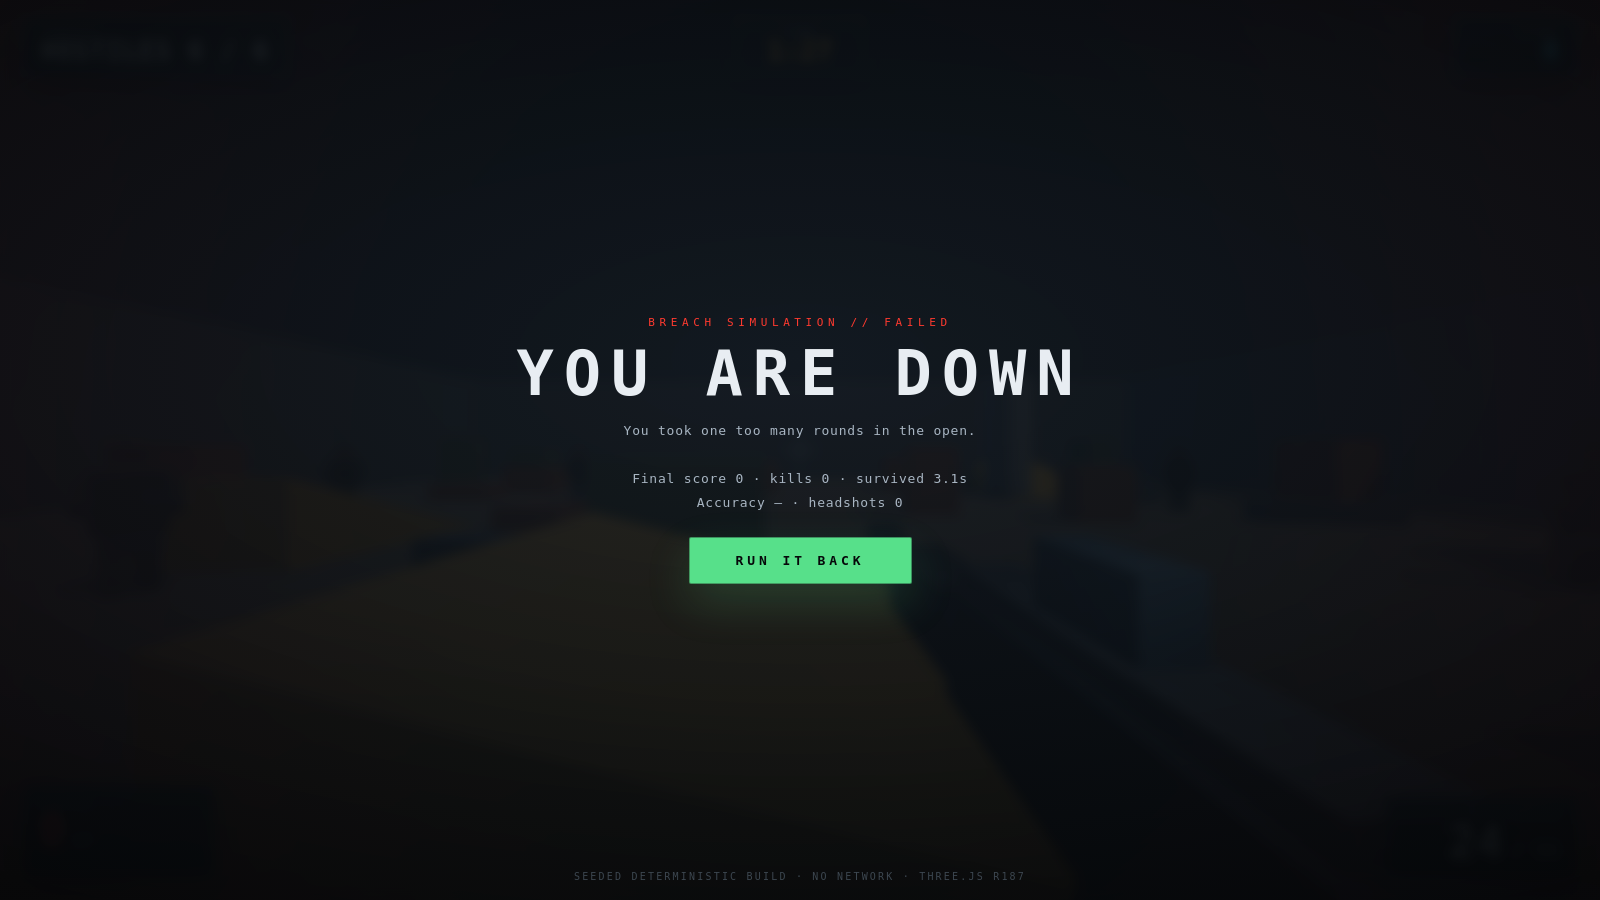 BREACH SIMULATION // FAILED
YOU ARE DOWN
You took one too many rounds in the open.
Final score 0 · kills 0 · survived 3.1s
Accuracy — · headshots 0
RUN IT BACK
24
SEEDED DETERMINISTIC BUILD · NO NETWORK · THREE.JS R187